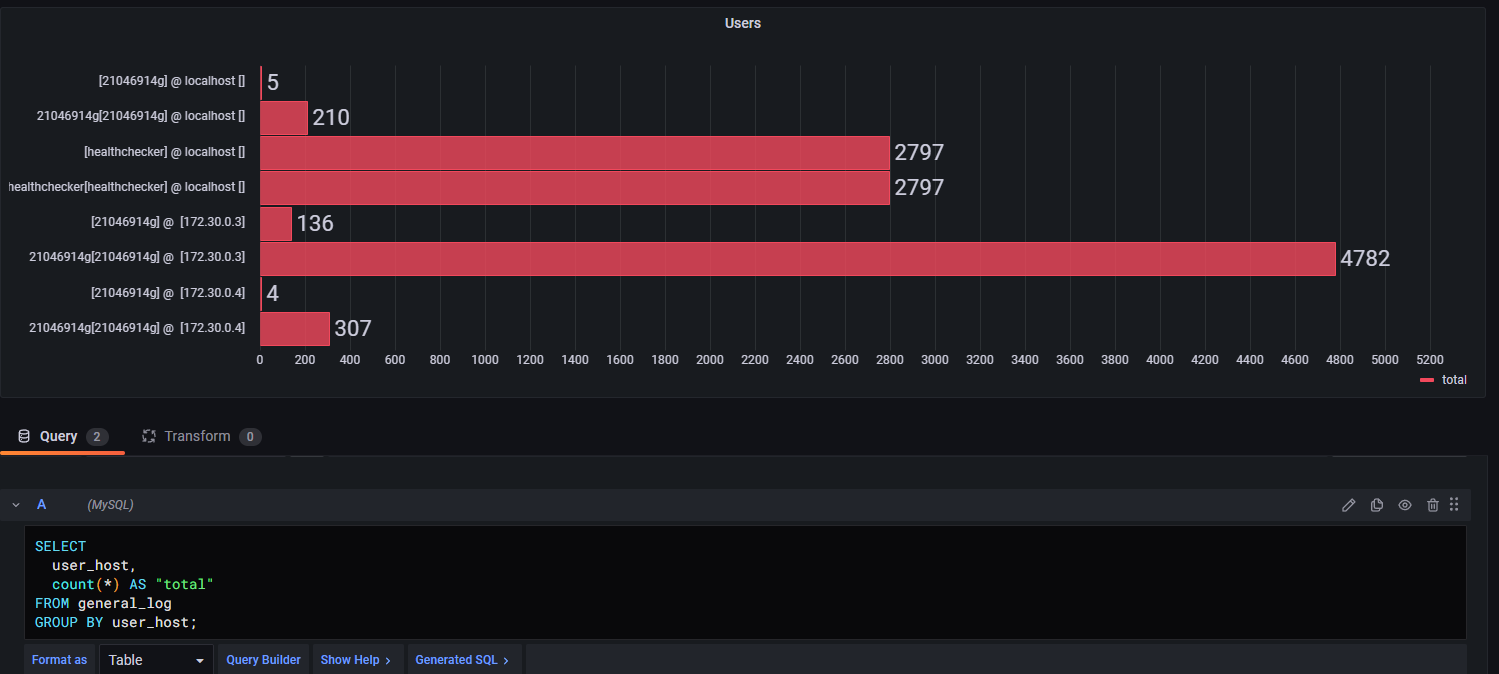 Users
[21046914g] @ localhost []
5
21046914g[21046914g] @ localhost []
210
[healthchecker] @ localhost []
2797
healthchecker[healthchecker] @ localhost []
2797
[21046914g] @  [172.30.0.3]
136
21046914g[21046914g] @  [172.30.0.3]
4782
[21046914g] @  [172.30.0.4]
4
21046914g[21046914g] @  [172.30.0.4]
307
0 200 400 600 800 1000 1200 1400 1600 1800 2000 2200 2400 2600 2800 3000 3200 3400 3600 3800 4000 4200 4400 4600 4800 5000 5200
total
Query 2 Transform 0
A (MySQL)
SELECT
  user_host,
  count(*) AS "total"
FROM general_log
GROUP BY user_host;
Format as Table Query Builder Show Help > Generated SQL >